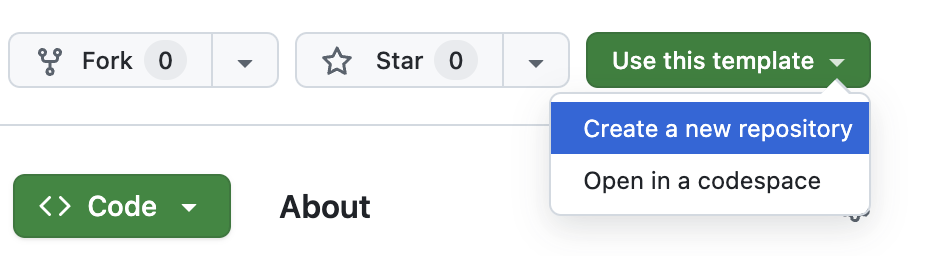 Fork 0
Star 0
Use this template
Create a new repository
Open in a codespace
<> Code
About